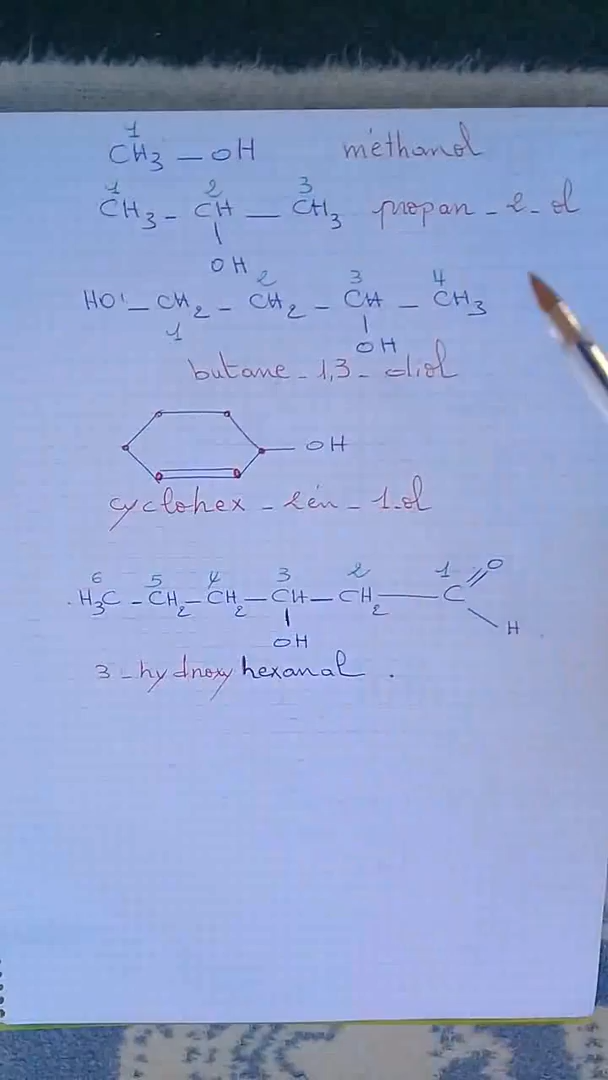 1
CH3 - OH méthanol
1 2 3
CH3 - CH - CH3 propan - 2 - ol
OH
2 3 4
HO - CH2 - CH2 - CH - CH3
1
OH
butane - 1,3 - diol
OH
cyclohex - 2én - 1-ol
6 5 4 3 2 1 O
H3C - CH2 - CH2 - CH - CH2 - C
H
OH
3 - hydroxyhexanal .